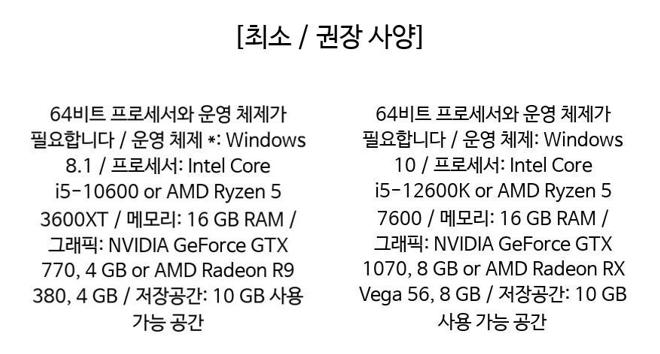 [최소 / 권장 사양]
64비트 프로세서와 운영 체제가
필요합니다 / 운영 체제 *: Windows
8.1 / 프로세서: Intel Core
i5-10600 or AMD Ryzen 5
3600XT / 메모리: 16 GB RAM /
그래픽: NVIDIA GeForce GTX
770, 4 GB or AMD Radeon R9
380, 4 GB / 저장공간: 10 GB 사용
가능 공간
64비트 프로세서와 운영 체제가
필요합니다 / 운영 체제: Windows
10 / 프로세서: Intel Core
i5-12600K or AMD Ryzen 5
7600 / 메모리: 16 GB RAM /
그래픽: NVIDIA GeForce GTX
1070, 8 GB or AMD Radeon RX
Vega 56, 8 GB / 저장공간: 10 GB
사용 가능 공간